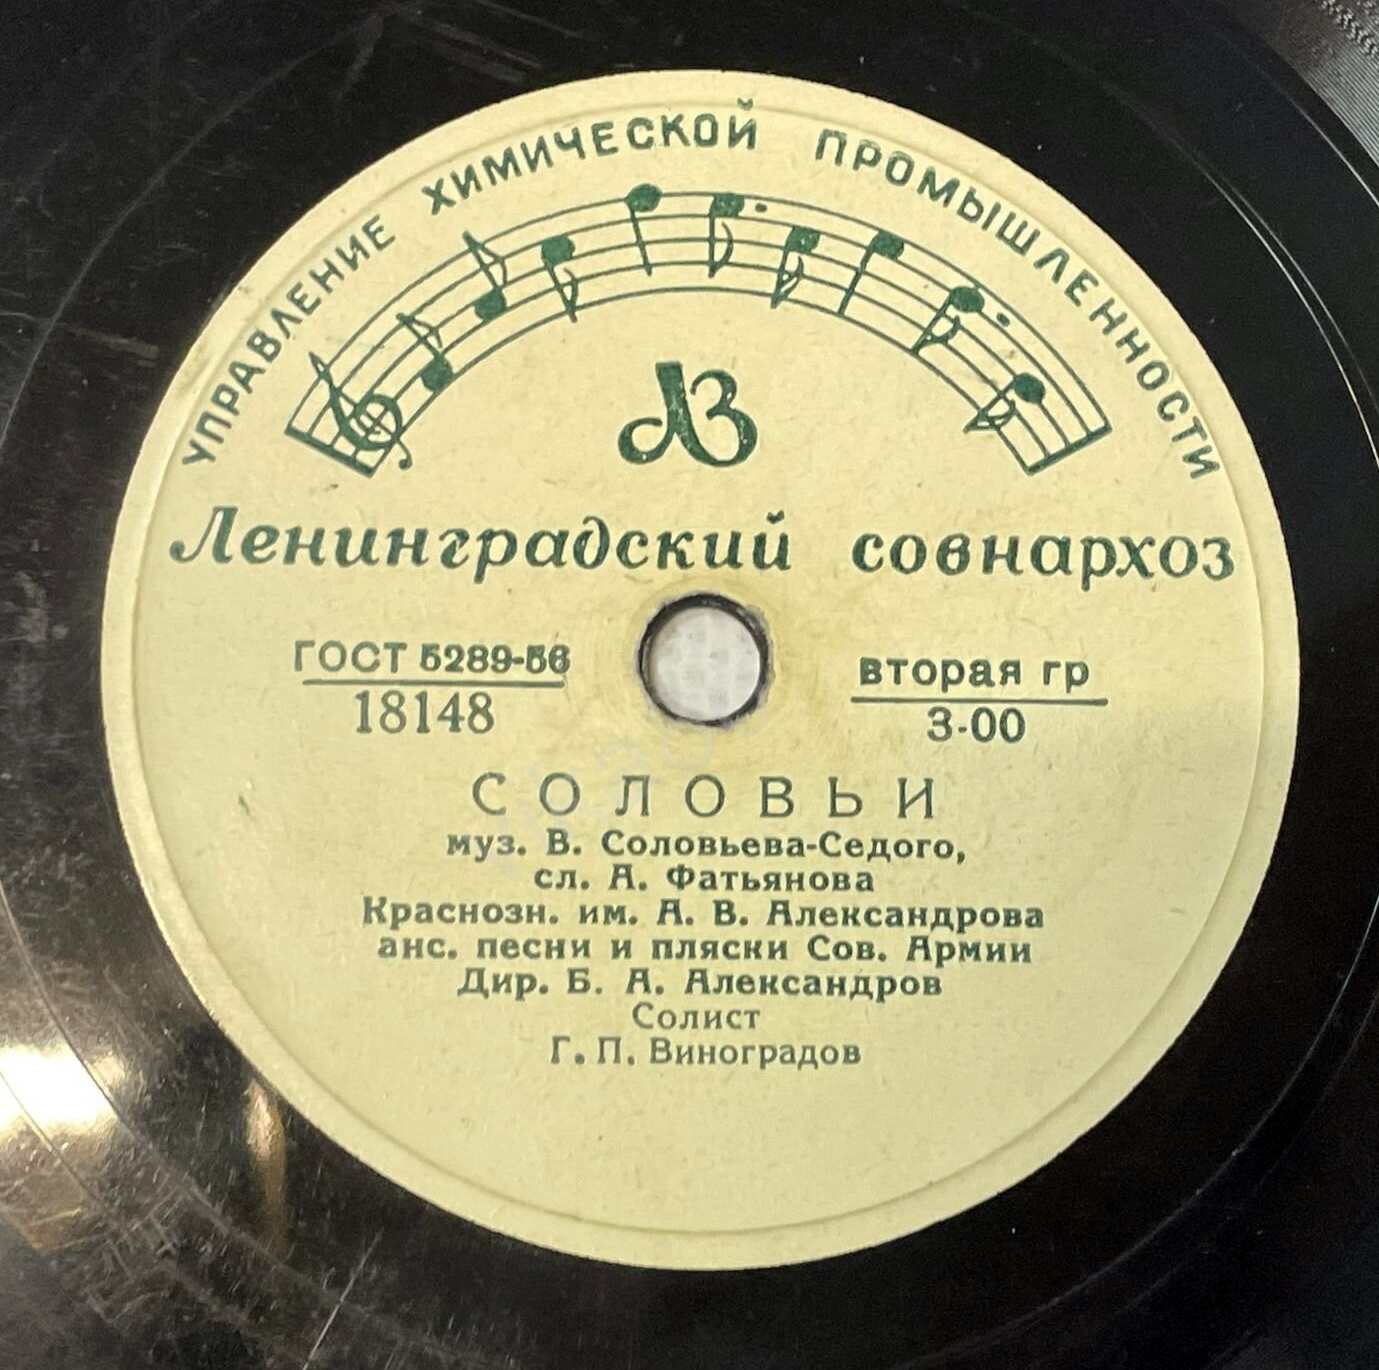 УПРАВЛЕНИЕ ХИМИЧЕСКОЙ ПРОМЫШЛЕННОСТИ
ЛЗ
Ленинградский совнархоз
ГОСТ 5289-56
18148
вторая гр
3-00
СОЛОВЬИ
муз. В. Соловьева-Седого,
сл. А. Фатьянова
Краснозн. им. А. В. Александрова
анс. песни и пляски Сов. Армии
Дир. Б. А. Александров
Солист
Г. П. Виноградов